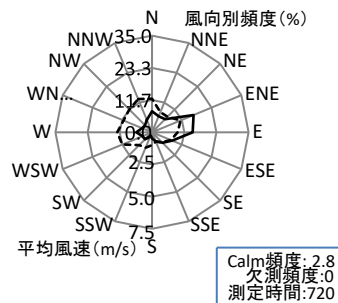 N
風向別頻度(%)
35.0
NNW
NNE
NW
23.3
NE
WN...
11.7
ENE
W
0.0
E
WSW
2.5
ESE
SW
5.0
SE
SSW
SSE
平均風速(m/s)
7.5
S
Calm頻度: 2.8
欠測頻度:0
測定時間:720